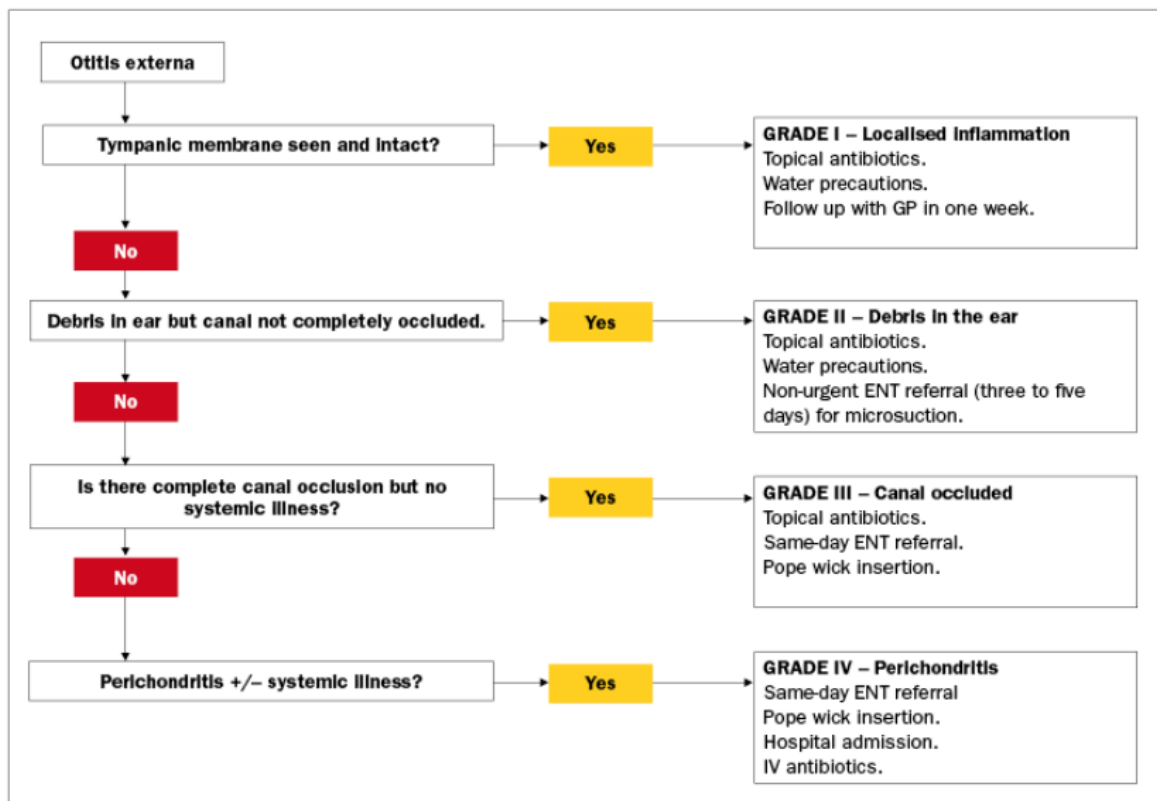 Otitis externa
Tympanic membrane seen and intact?
Yes
GRADE I – Localised inflammation
Topical antibiotics.
Water precautions.
Follow up with GP in one week.
No
Debris in ear but canal not completely occluded.
Yes
GRADE II – Debris in the ear
Topical antibiotics.
Water precautions.
Non-urgent ENT referral (three to five
days) for microsuction.
No
Is there complete canal occlusion but no
systemic illness?
Yes
GRADE III – Canal occluded
Topical antibiotics.
Same-day ENT referral.
Pope wick insertion.
No
Perichondritis +/– systemic illness?
Yes
GRADE IV – Perichondritis
Same-day ENT referral
Pope wick insertion.
Hospital admission.
IV antibiotics.